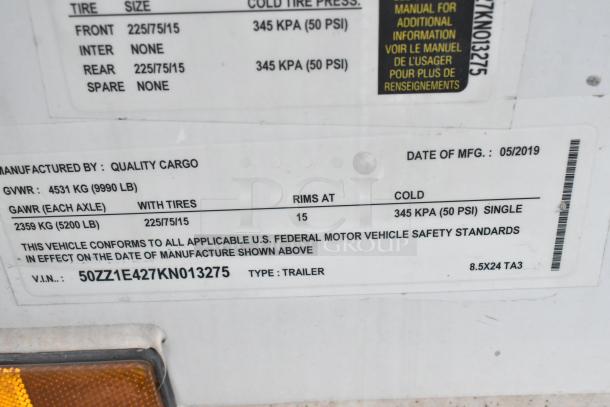 TIRE SIZE COLD TIRE PRESS.
FRONT 225/75/15 345 KPA (50 PSI)
INTER NONE
REAR 225/75/15 345 KPA (50 PSI)
SPARE NONE
MANUAL FOR
ADDITIONAL
INFORMATION
VOIR LE MANUEL
DE L'USAGER
POUR PLUS DE
RENSEIGNEMENTS
27KN013275
MANUFACTURED BY : QUALITY CARGO DATE OF MFG. : 05/2019
GVWR : 4531 KG (9990 LB)
GAWR (EACH AXLE) WITH TIRES RIMS AT COLD
2359 KG (5200 LB) 225/75/15 15 345 KPA (50 PSI) SINGLE
THIS VEHICLE CONFORMS TO ALL APPLICABLE U.S. FEDERAL MOTOR VEHICLE SAFETY STANDARDS
- IN EFFECT ON THE DATE OF MANUFACTURE SHOWN ABOVE
V.I.N.: 50ZZ1E427KN013275 TYPE : TRAILER 8.5X24 TA3
PCI
GROUP